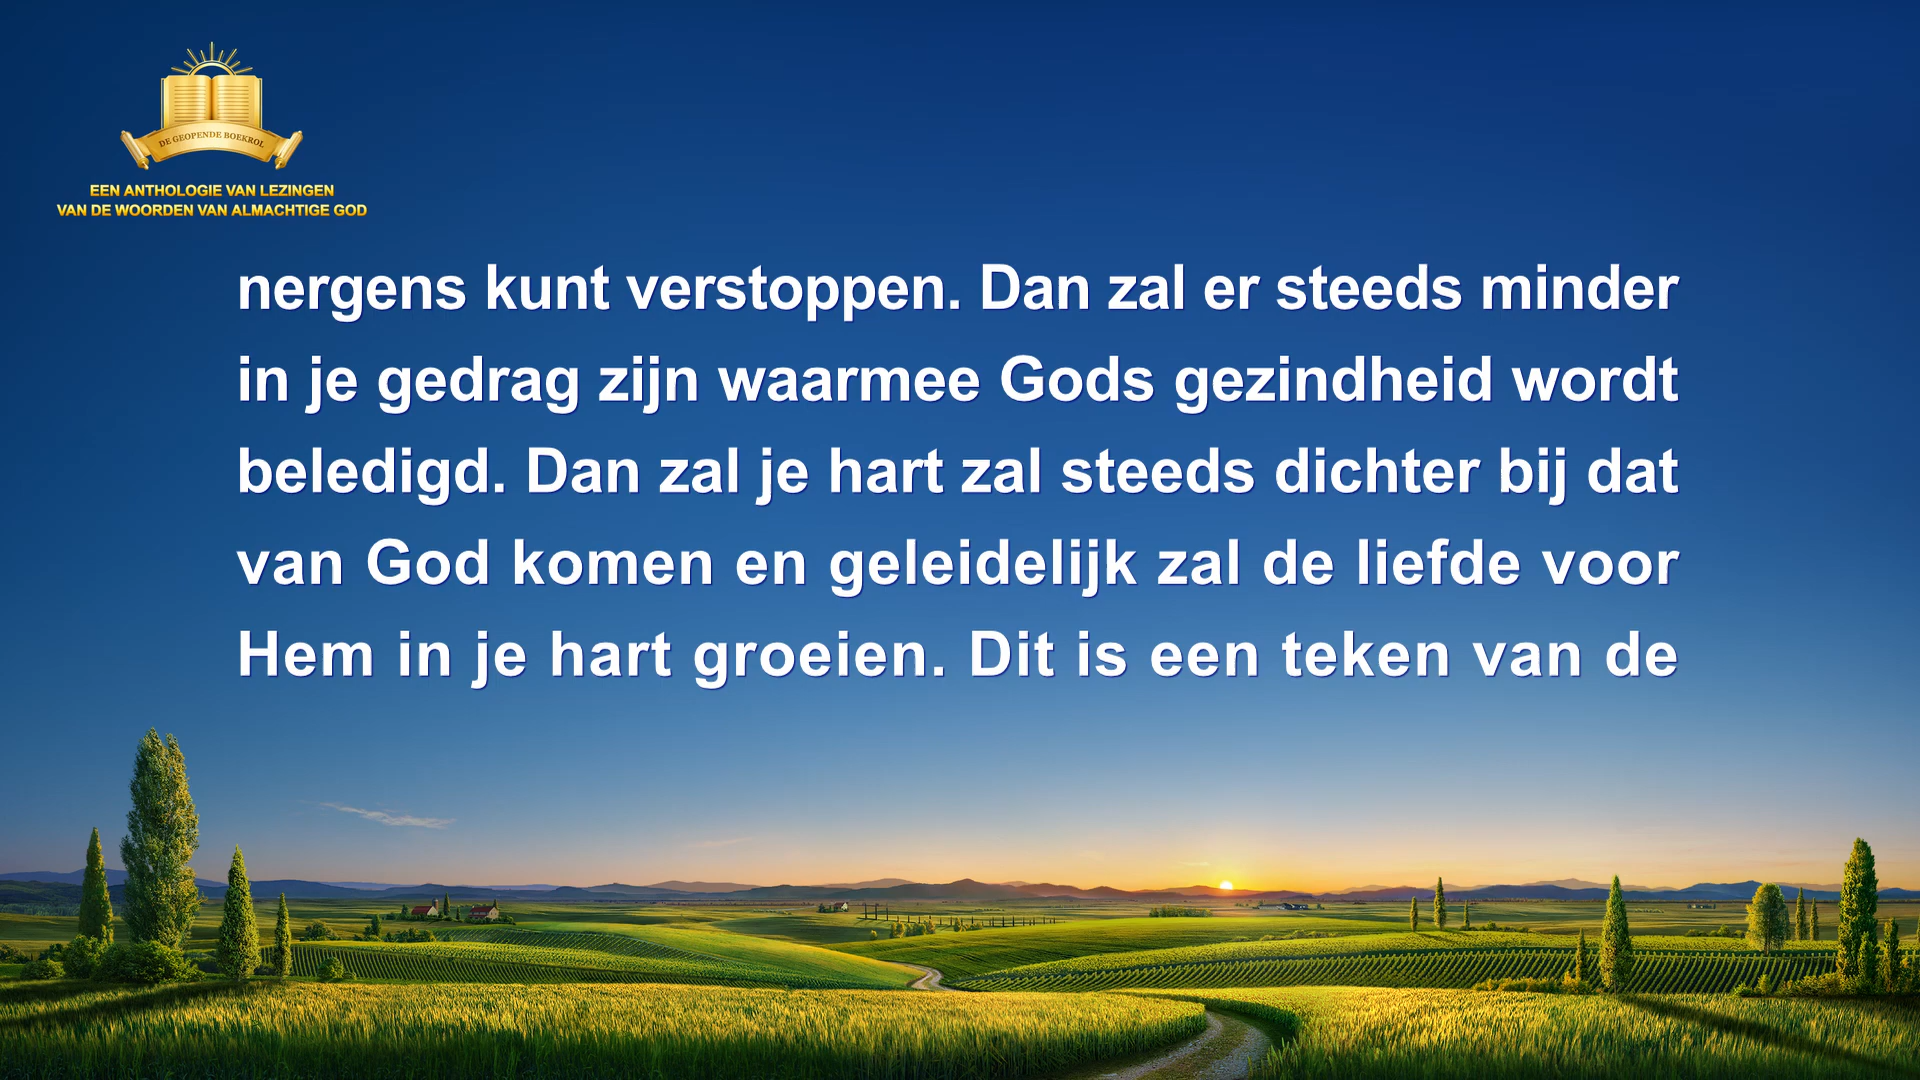 DE GEOPENDE BOEKROL
EEN ANTHOLOGIE VAN LEZINGEN
VAN DE WOORDEN VAN ALMACHTIGE GOD
nergens kunt verstoppen. Dan zal er steeds minder
in je gedrag zijn waarmee Gods gezindheid wordt
beledigd. Dan zal je hart zal steeds dichter bij dat
van God komen en geleidelijk zal de liefde voor
Hem in je hart groeien. Dit is een teken van de